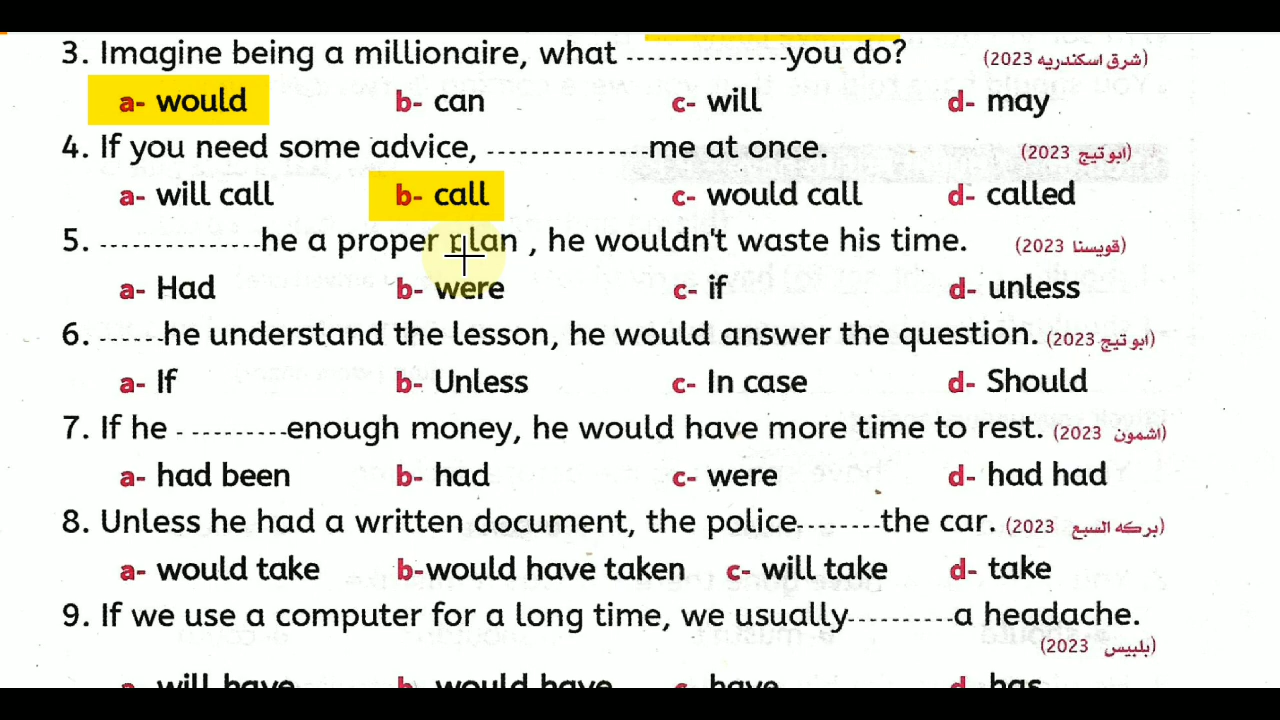 3. Imagine being a millionaire, what --------------you do? (شرق اسكندريه 2023)
a- would b- can c- will d- may
4. If you need some advice, --------------me at once. (ابو تيج 2023)
a- will call b- call c- would call d- called
5. --------------he a proper plan , he wouldn't waste his time. (قويسنا 2023)
a- Had b- were c- if d- unless
6. ------he understand the lesson, he would answer the question. (ابو تيج 2023)
a- If b- Unless c- In case d- Should
7. If he - ---------enough money, he would have more time to rest. (اشمون 2023)
a- had been b- had c- were d- had had
8. Unless he had a written document, the police-------the car. (بركه السبع 2023)
a- would take b-would have taken c- will take d- take
9. If we use a computer for a long time, we usually----------a headache.
(بلبيس 2023)
a- will have b- would have c- have d- has